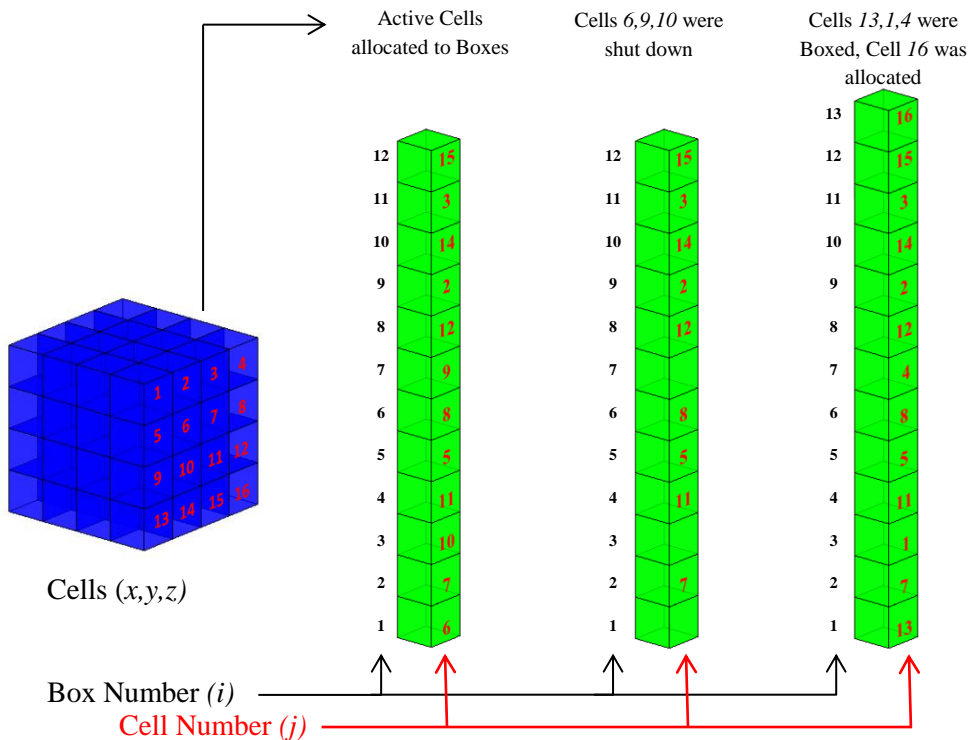 Active Cells
allocated to Boxes
Cells 6,9,10 were
shut down
Cells 13,1,4 were
Boxed, Cell 16 was
allocated
1 2 3 4
5 6 7 8
9 10 11 12
13 14 15 16
Cells (x,y,z)
12 15
11 3
10 14
9 2
8 12
7 9
6 8
5 5
4 11
3 10
2 7
1 6
12 15
11 3
10 14
9 2
8 12
7
6 8
5 5
4 11
3
2 7
1
13 16
12 15
11 3
10 14
9 2
8 12
7 4
6 8
5 5
4 11
3 1
2 7
1 13
Box Number (i)
Cell Number (j)